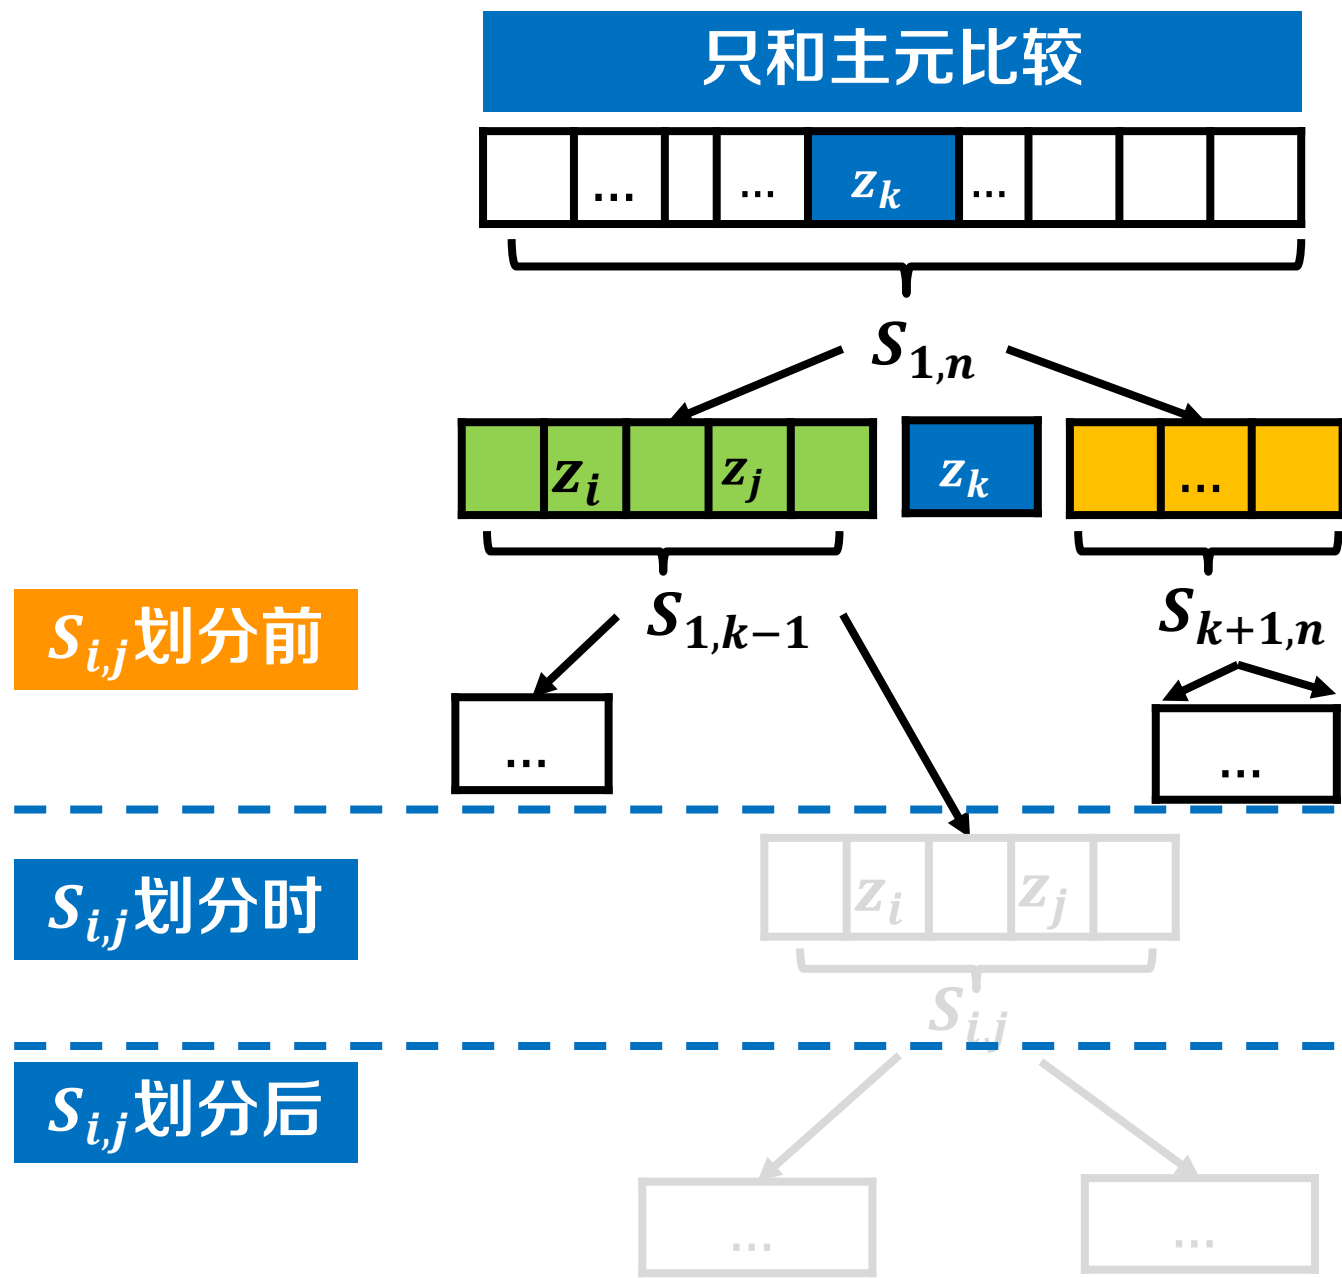 只和主元比较
... ... z_k ...
S_{1,n}
z_i z_j z_k ...
S_{i,j}划分前
S_{1,k-1} S_{k+1,n}
... ...
S_{i,j}划分时
z_i z_j
S_{i,j}
S_{i,j}划分后
... ...